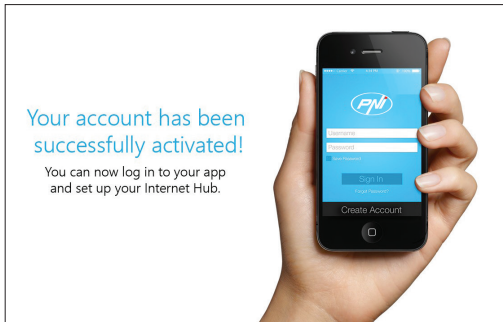 Your account has been
successfully activated!
You can now log in to your app
and set up your Internet Hub.
PNI
Username
Password
Save Password
Sign In
Forgot Password?
Create Account